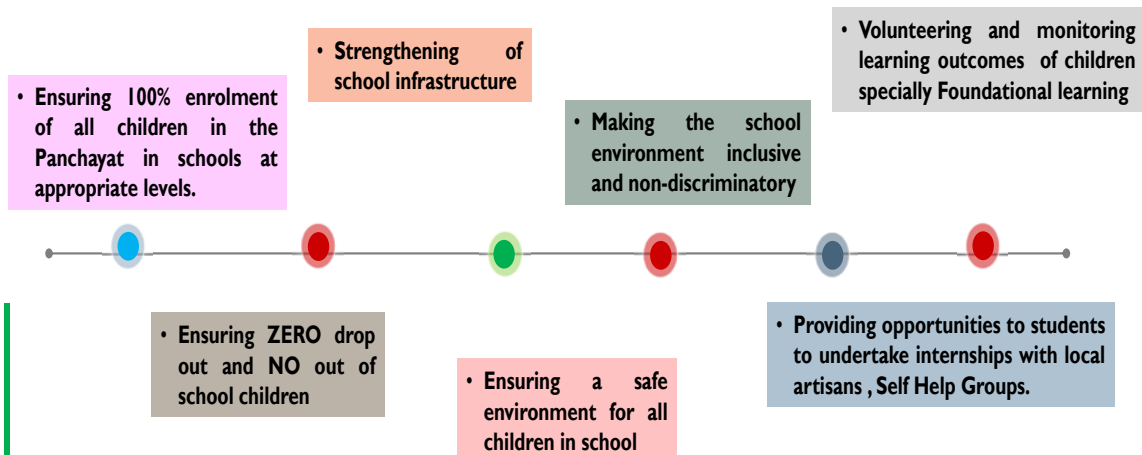 • Ensuring 100% enrolment
of all children in the
Panchayat in schools at
appropriate levels.
• Strengthening of
school infrastructure
• Making the school
environment inclusive
and non-discriminatory
• Volunteering and monitoring
learning outcomes of children
specially Foundational learning
• Ensuring ZERO drop
out and NO out of
school children
• Ensuring a safe
environment for all
children in school
• Providing opportunities to students
to undertake internships with local
artisans , Self Help Groups.